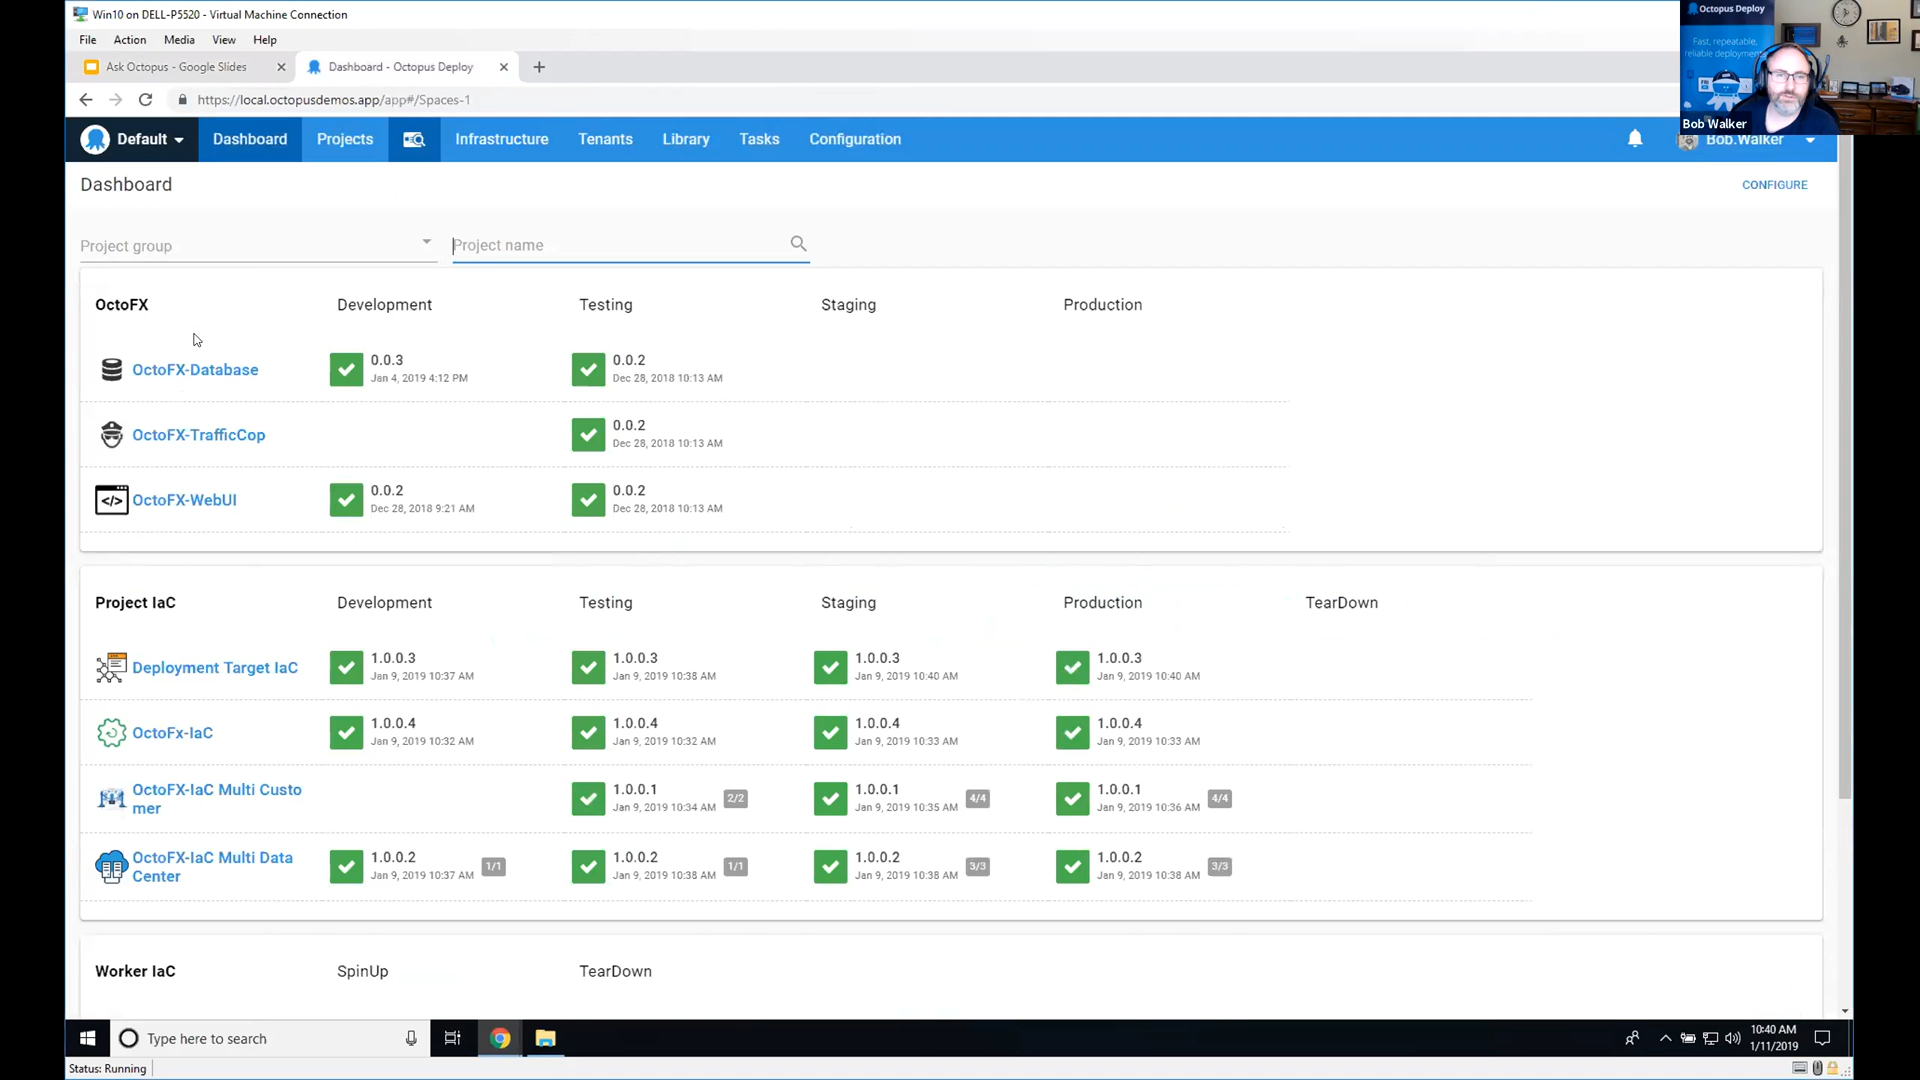 Win10 on DELL-P5520 - Virtual Machine Connection
File Action Media View Help
Ask Octopus - Google Slides
Dashboard - Octopus Deploy
https://local.octopusdemos.app/app#/Spaces-1
Default Dashboard Projects Infrastructure Tenants Library Tasks Configuration Bob.Walker
Octopus Deploy
Fast, repeatable,
reliable deployment
Bob Walker
Dashboard CONFIGURE
Project group Project name
OctoFX Development Testing Staging Production
OctoFX-Database 0.0.3 0.0.2
Jan 4, 2019 4:12 PM Dec 28, 2018 10:13 AM
OctoFX-TrafficCop 0.0.2
Dec 28, 2018 10:13 AM
OctoFX-WebUI 0.0.2 0.0.2
Dec 28, 2018 9:21 AM Dec 28, 2018 10:13 AM
Project IaC Development Testing Staging Production TearDown
Deployment Target IaC 1.0.0.3 1.0.0.3 1.0.0.3 1.0.0.3
Jan 9, 2019 10:37 AM Jan 9, 2019 10:38 AM Jan 9, 2019 10:40 AM Jan 9, 2019 10:40 AM
OctoFx-IaC 1.0.0.4 1.0.0.4 1.0.0.4 1.0.0.4
Jan 9, 2019 10:32 AM Jan 9, 2019 10:32 AM Jan 9, 2019 10:33 AM Jan 9, 2019 10:33 AM
OctoFX-IaC Multi Custo 1.0.0.1 1.0.0.1 1.0.0.1
mer Jan 9, 2019 10:34 AM 2/2 Jan 9, 2019 10:35 AM 4/4 Jan 9, 2019 10:36 AM 4/4
OctoFX-IaC Multi Data 1.0.0.2 1.0.0.2 1.0.0.2 1.0.0.2
Center Jan 9, 2019 10:37 AM 1/1 Jan 9, 2019 10:38 AM 1/1 Jan 9, 2019 10:38 AM 3/3 Jan 9, 2019 10:38 AM 3/3
Worker IaC SpinUp TearDown
Type here to search
10:40 AM
1/11/2019
Status: Running